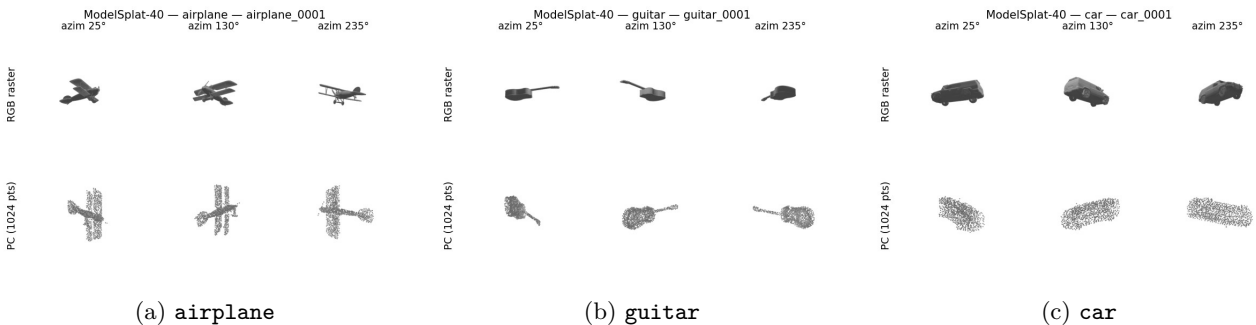 ModelSplat-40 — airplane — airplane_0001
azim 25° azim 130° azim 235°
RGB raster
PC (1024 pts)
(a) airplane
ModelSplat-40 — guitar — guitar_0001
azim 25° azim 130° azim 235°
RGB raster
PC (1024 pts)
(b) guitar
ModelSplat-40 — car — car_0001
azim 25° azim 130° azim 235°
RGB raster
PC (1024 pts)
(c) car